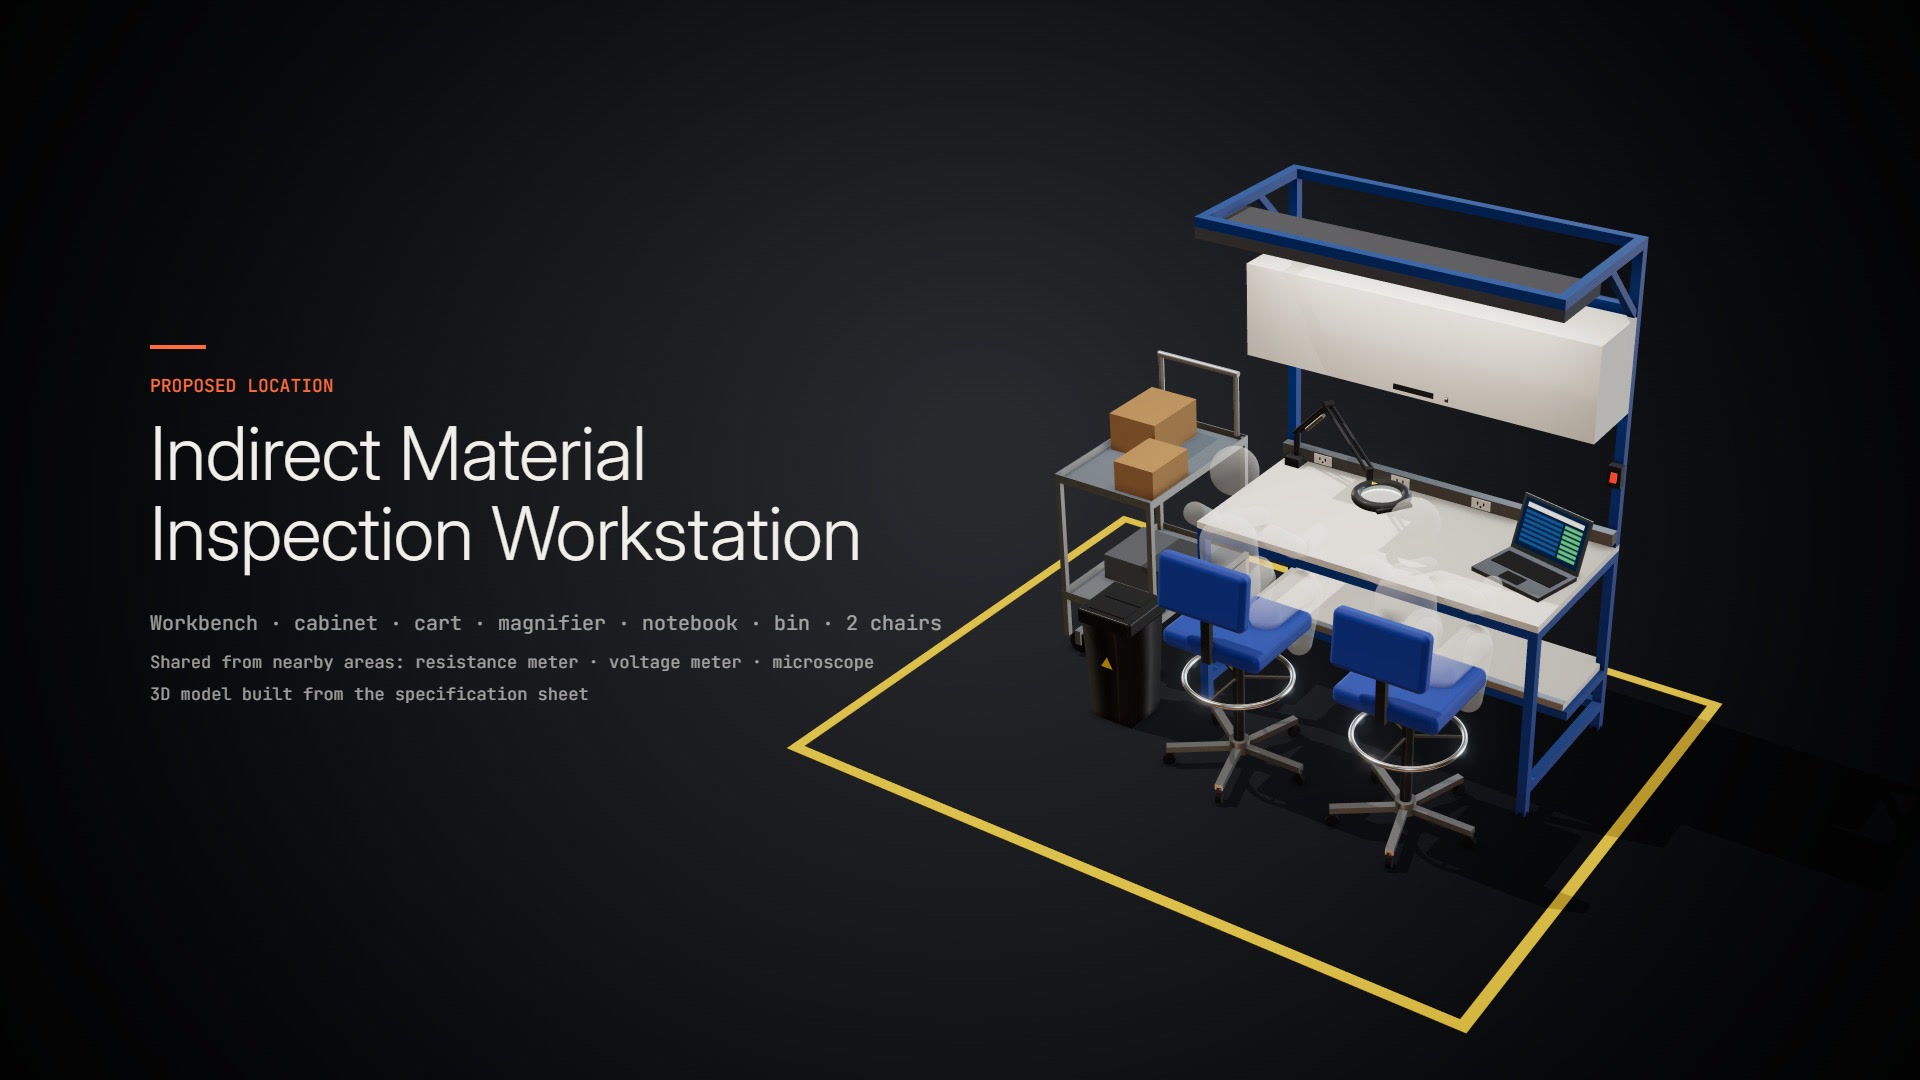 PROPOSED LOCATION
Indirect Material
Inspection Workstation
Workbench · cabinet · cart · magnifier · notebook · bin · 2 chairs
Shared from nearby areas: resistance meter · voltage meter · microscope
3D model built from the specification sheet